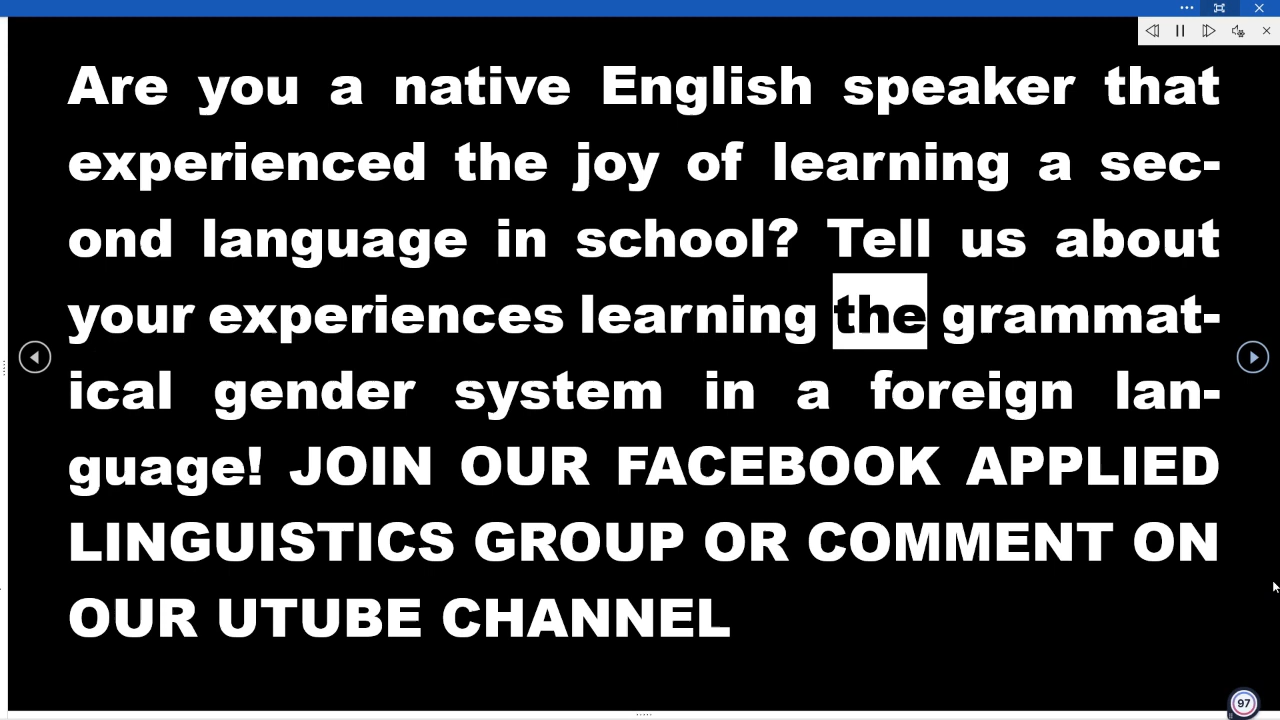 Are you a native English speaker that
experienced the joy of learning a sec-
ond language in school? Tell us about
your experiences learning the grammat-
ical gender system in a foreign lan-
guage! JOIN OUR FACEBOOK APPLIED
LINGUISTICS GROUP OR COMMENT ON
OUR UTUBE CHANNEL
97